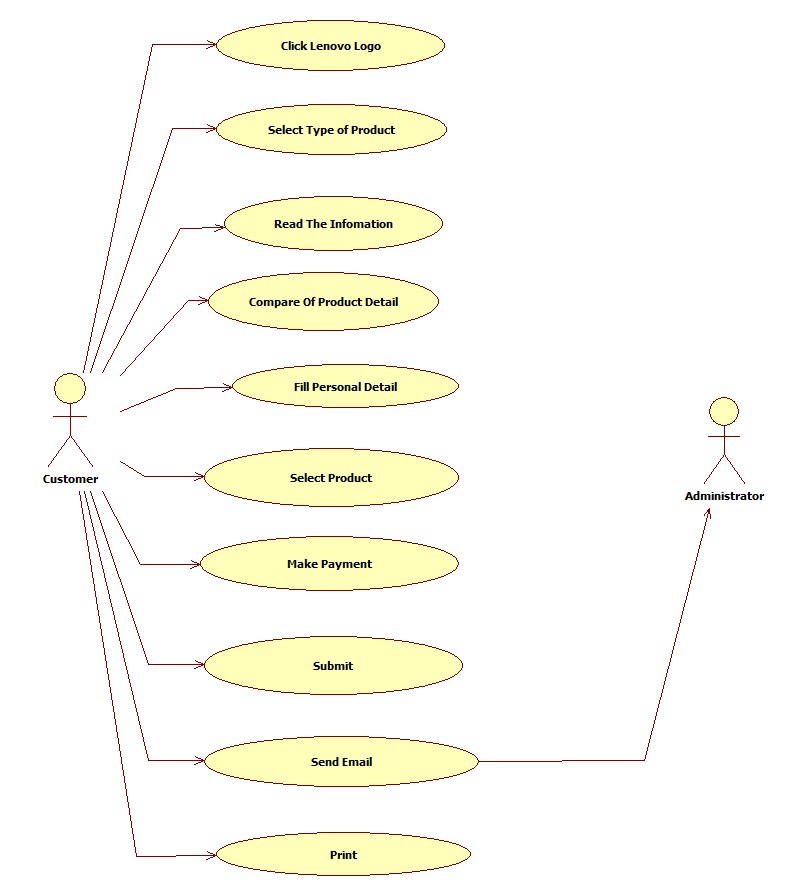 Click Lenovo Logo
Select Type of Product
Read The Infomation
Compare Of Product Detail
Fill Personal Detail
Customer
Select Product
Administrator
Make Payment
Submit
Send Email
Print